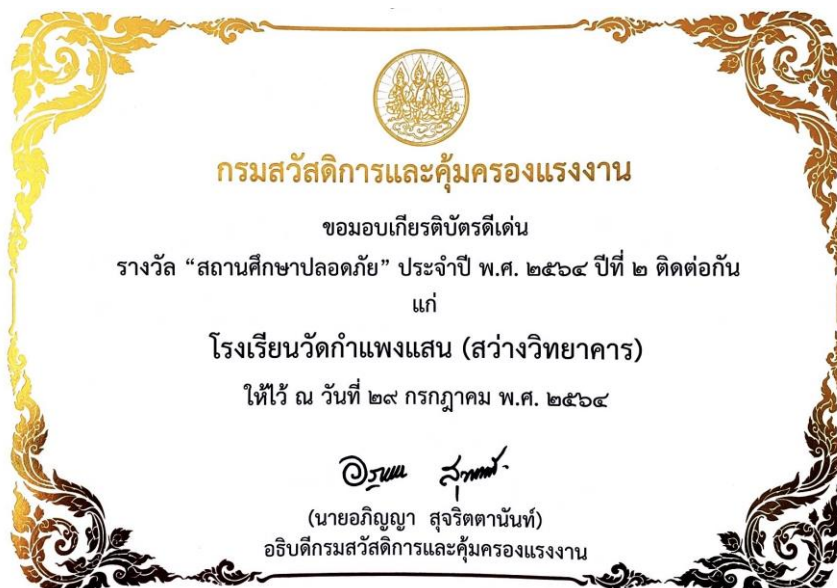 กรมสวัสดิการและคุ้มครองแรงงาน
ขอมอบเกียรติบัตรดีเด่น
รางวัล “สถานศึกษาปลอดภัย” ประจำปี พ.ศ. ๒๕๖๔ ปีที่ ๒ ติดต่อกัน
แก่
โรงเรียนวัดกำแพงแสน (สว่างวิทยาคาร)
ให้ไว้ ณ วันที่ ๒๙ กรกฎาคม พ.ศ. ๒๕๖๔
(นายอภิญญา สุจริตตานันท์)
อธิบดีกรมสวัสดิการและคุ้มครองแรงงาน